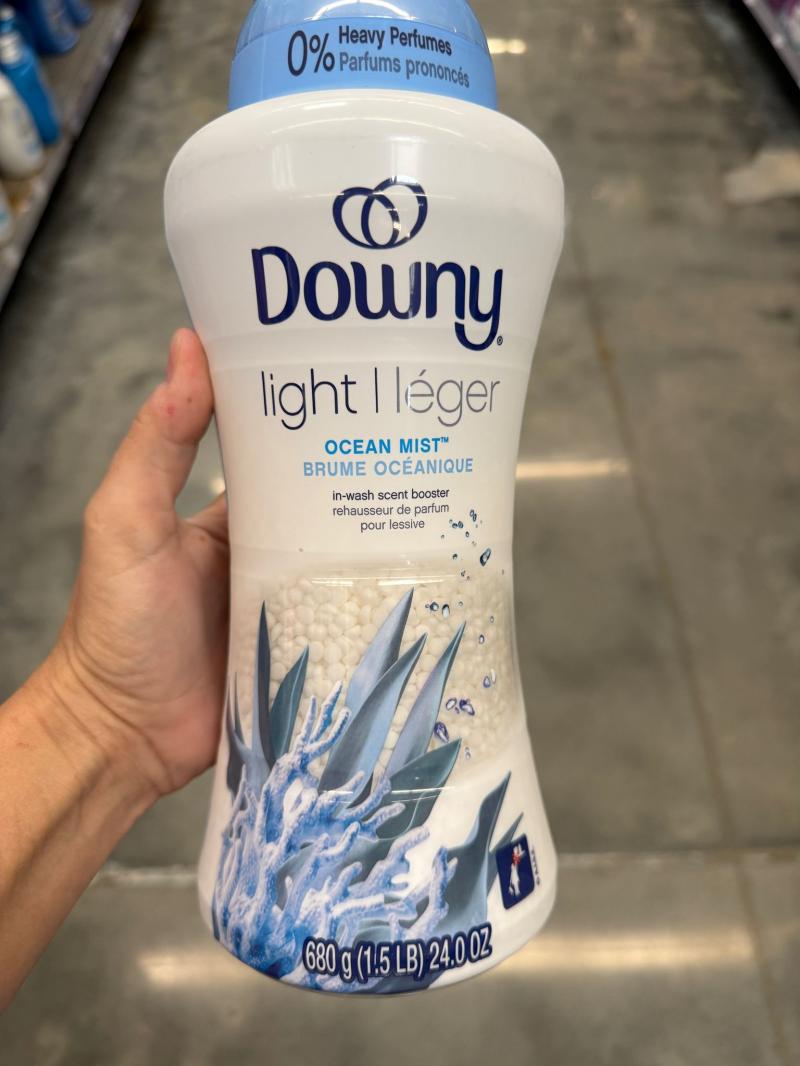 0% Heavy Perfumes
Parfums prononcés
Downy®
light | léger
OCEAN MIST™
BRUME OCÉANIQUE
in-wash scent booster
rehausseur de parfum
pour lessive
680 g (1.5 LB) 24.0 OZ